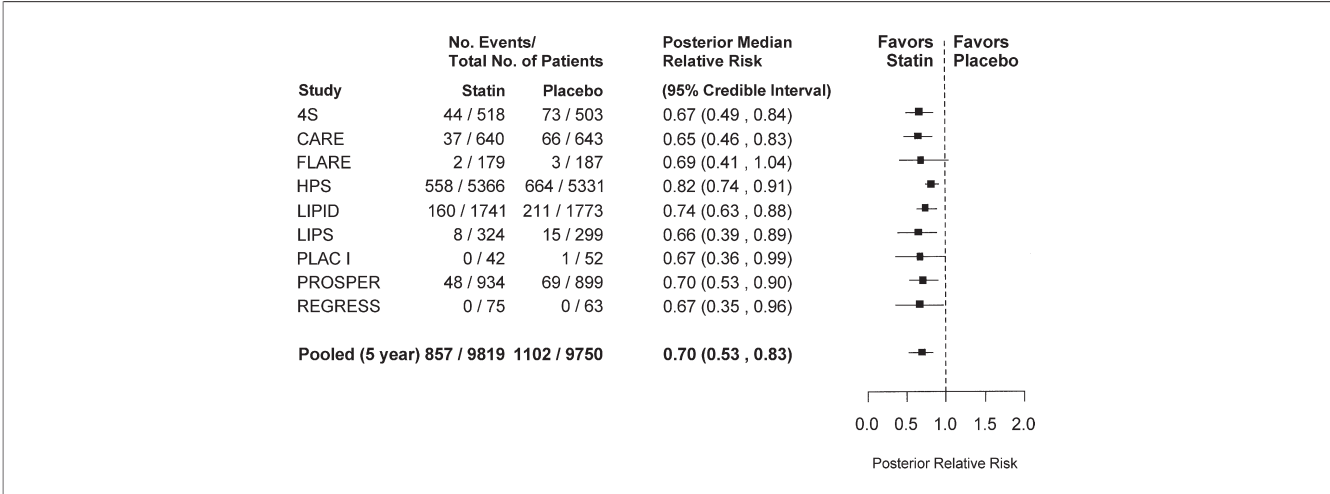 No. Events/ Posterior Median Favors Favors
Total No. of Patients Relative Risk Statin Placebo
Study Statin Placebo (95% Credible Interval)
4S 44 / 518 73 / 503 0.67 (0.49 , 0.84)
CARE 37 / 640 66 / 643 0.65 (0.46 , 0.83)
FLARE 2 / 179 3 / 187 0.69 (0.41 , 1.04)
HPS 558 / 5366 664 / 5331 0.82 (0.74 , 0.91)
LIPID 160 / 1741 211 / 1773 0.74 (0.63 , 0.88)
LIPS 8 / 324 15 / 299 0.66 (0.39 , 0.89)
PLAC I 0 / 42 1 / 52 0.67 (0.36 , 0.99)
PROSPER 48 / 934 69 / 899 0.70 (0.53 , 0.90)
REGRESS 0 / 75 0 / 63 0.67 (0.35 , 0.96)
Pooled (5 year) 857 / 9819 1102 / 9750 0.70 (0.53 , 0.83)
0.0 0.5 1.0 1.5 2.0
Posterior Relative Risk